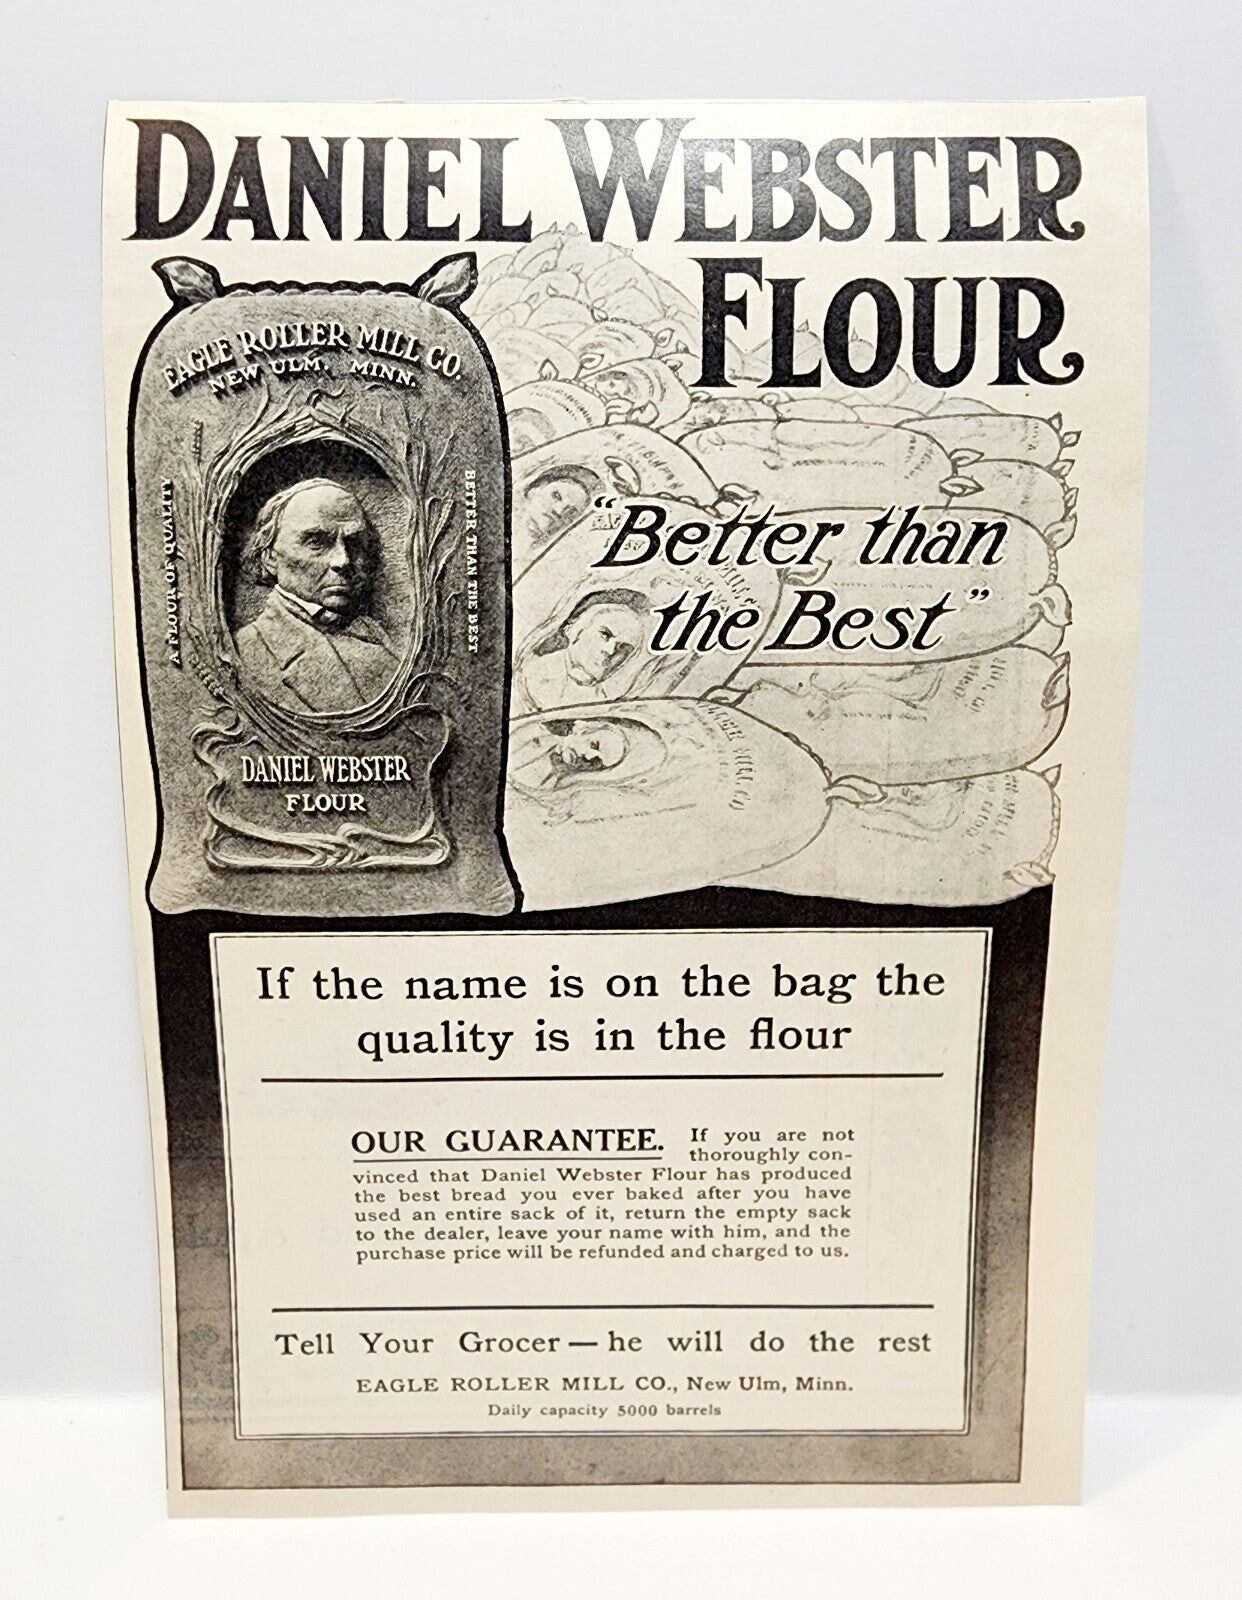 DANIEL WEBSTER
FLOUR
EAGLE ROLLER MILL CO.
NEW ULM. MINN.
A FLOUR OF QUALITY
BETTER THAN THE BEST
DANIEL WEBSTER
FLOUR
"Better than
the Best"
If the name is on the bag the
quality is in the flour
OUR GUARANTEE. If you are not
thoroughly con-
vinced that Daniel Webster Flour has produced
the best bread you ever baked after you have
used an entire sack of it, return the empty sack
to the dealer, leave your name with him, and the
purchase price will be refunded and charged to us.
Tell Your Grocer — he will do the rest
EAGLE ROLLER MILL CO., New Ulm, Minn.
Daily capacity 5000 barrels